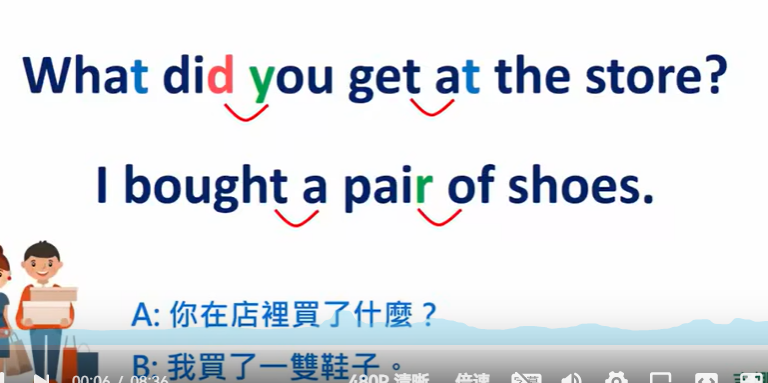 What did you get at the store?
I bought a pair of shoes.
A: 你在店裡買了什麼？
B: 我買了一雙鞋子。
00:06 / 08:36 480P 清晰 倍速